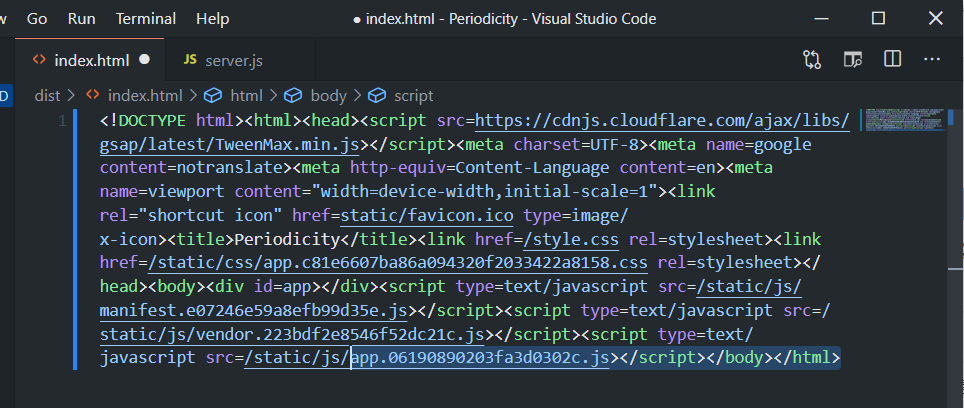 Go Run Terminal Help ● index.html - Periodicity - Visual Studio Code
index.html ● JS server.js
dist > index.html > html > body > script
1 <!DOCTYPE html><html><head><script src=https://cdnjs.cloudflare.com/ajax/libs/
gsap/latest/TweenMax.min.js></script><meta charset=UTF-8><meta name=google
content=notranslate><meta http-equiv=Content-Language content=en><meta
name=viewport content="width=device-width,initial-scale=1"><link
rel="shortcut icon" href=static/favicon.ico type=image/
x-icon><title>Periodicity</title><link href=/style.css rel=stylesheet><link
href=/static/css/app.c81e6607ba86a094320f2033422a8158.css rel=stylesheet></
head><body><div id=app></div><script type=text/javascript src=/static/js/
manifest.e07246e59a8efb99d35e.js></script><script type=text/javascript src=/
static/js/vendor.223bdf2e8546f52dc21c.js></script><script type=text/
javascript src=/static/js/app.06190890203fa3d0302c.js></script></body></html>